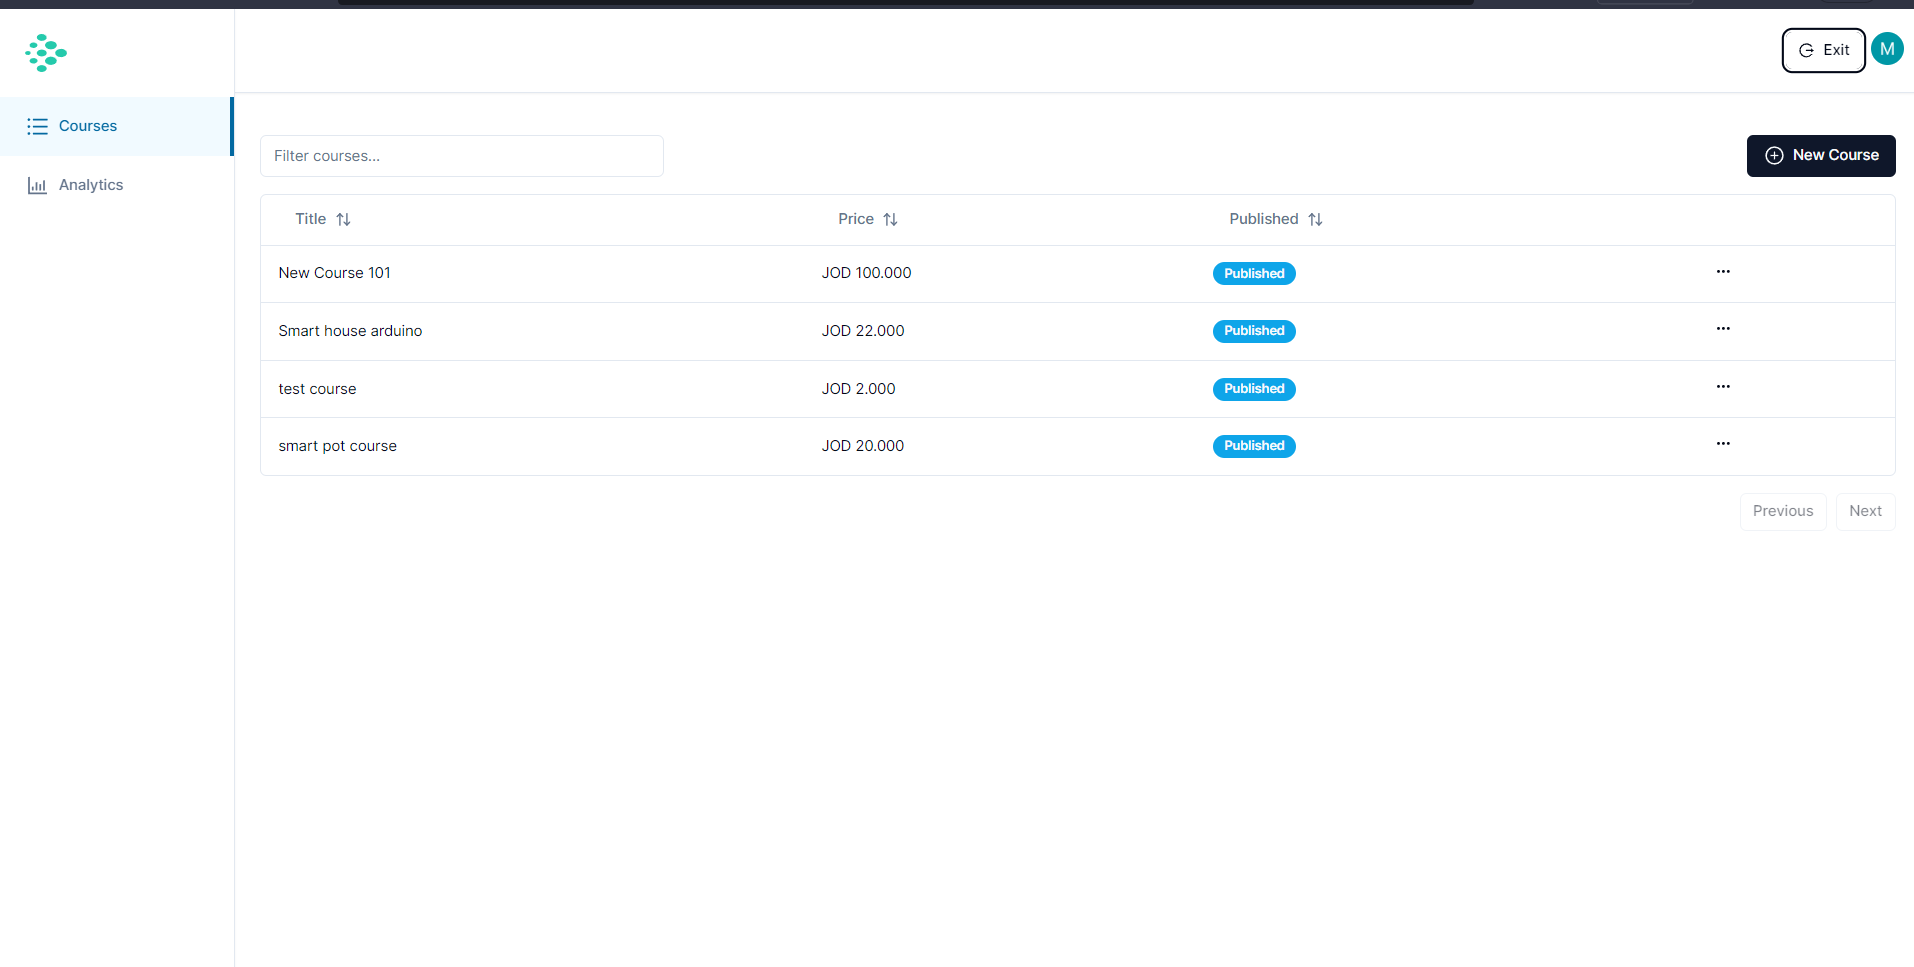 Exit
M
Courses
Analytics
Filter courses...
New Course
Title Price Published
New Course 101 JOD 100.000 Published ...
Smart house arduino JOD 22.000 Published ...
test course JOD 2.000 Published ...
smart pot course JOD 20.000 Published ...
Previous Next